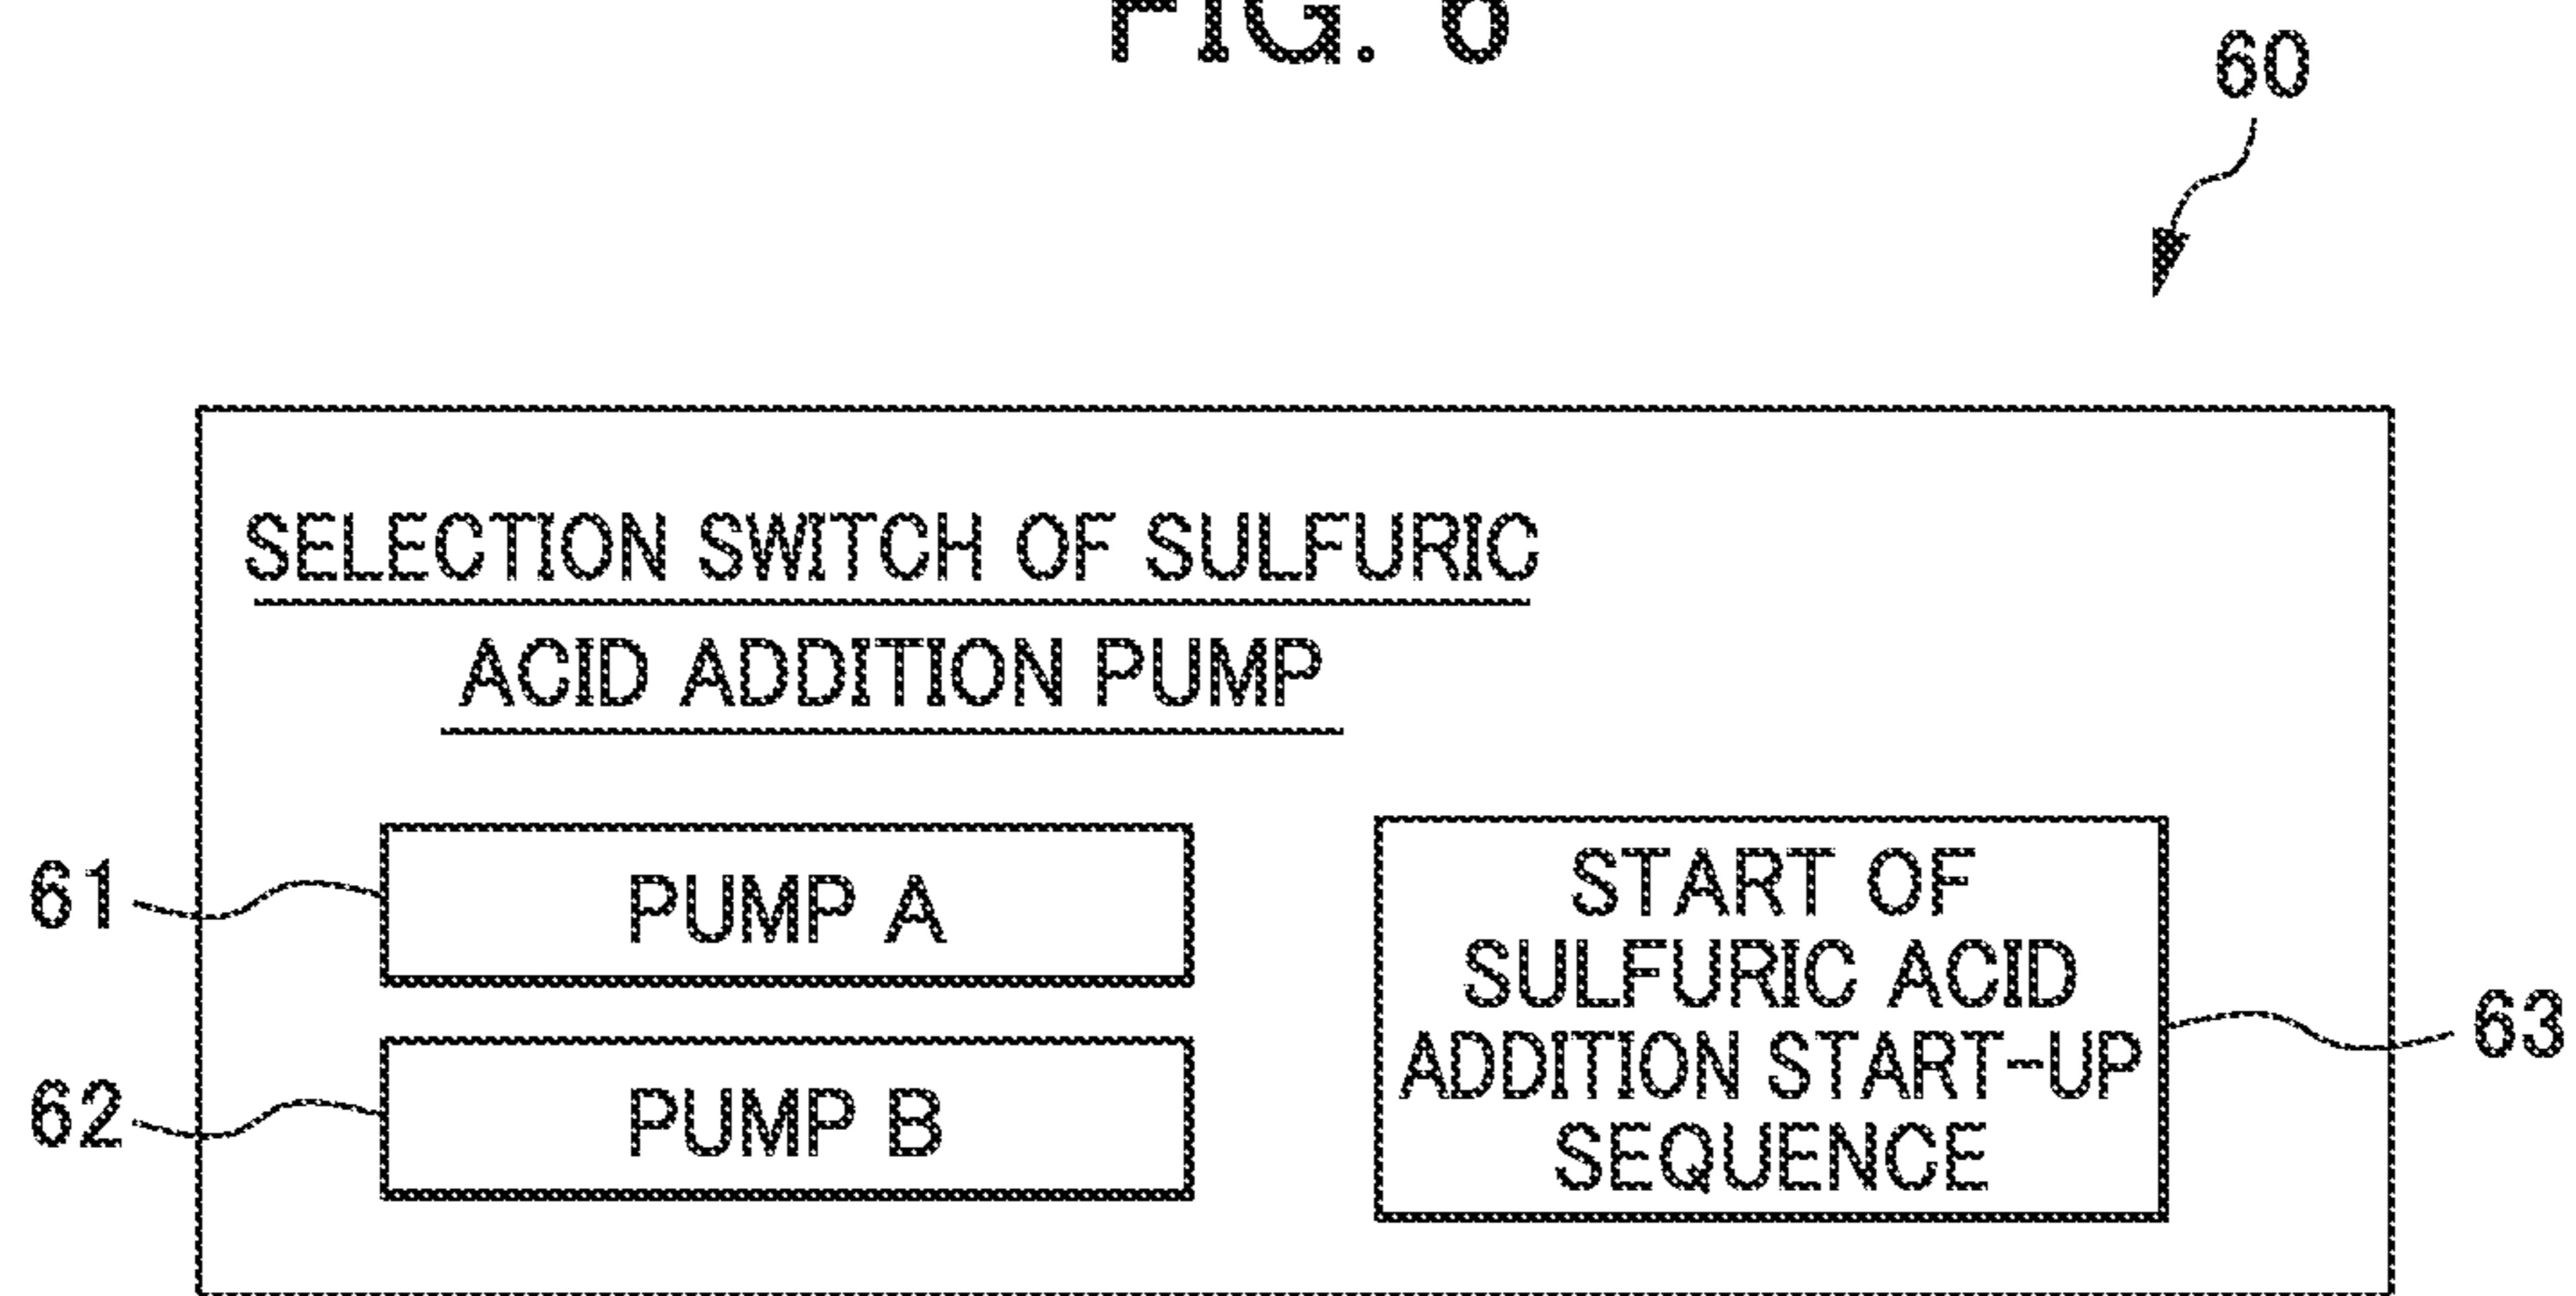 FIG. 6
60
SELECTION SWITCH OF SULFURIC
ACID ADDITION PUMP
61
PUMP A
62
PUMP B
START OF
SULFURIC ACID
ADDITION START-UP
SEQUENCE
63